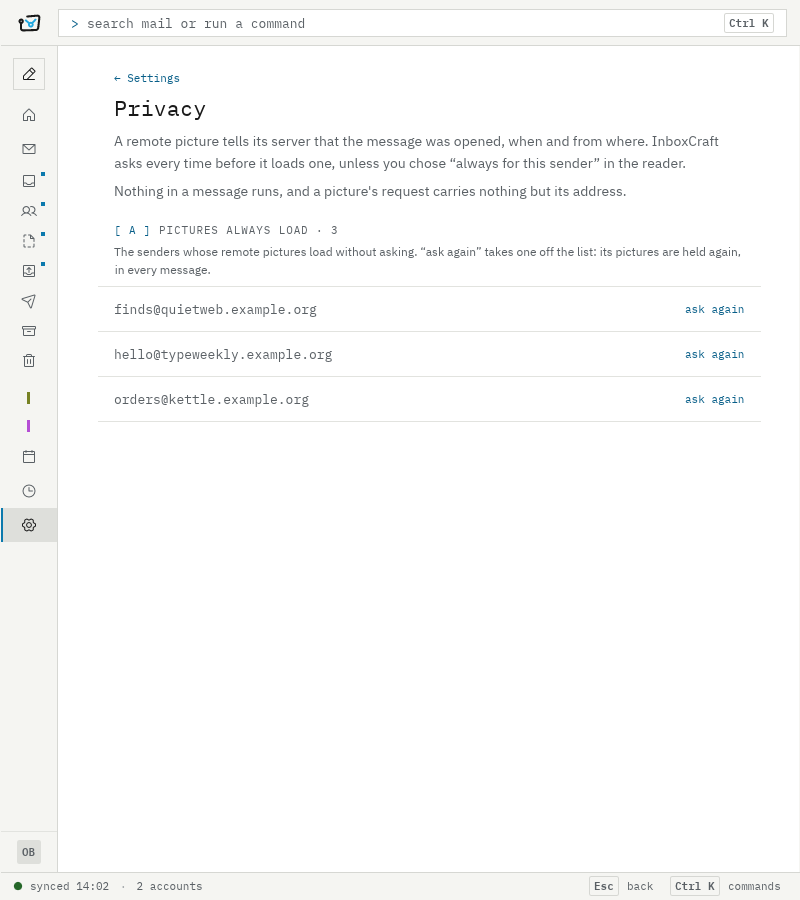 > search mail or run a command Ctrl K
← Settings
Privacy
A remote picture tells its server that the message was opened, when and from where. InboxCraft
asks every time before it loads one, unless you chose “always for this sender” in the reader.
Nothing in a message runs, and a picture's request carries nothing but its address.
[ A ] PICTURES ALWAYS LOAD · 3
The senders whose remote pictures load without asking. “ask again” takes one off the list: its pictures are held again,
in every message.
finds@quietweb.example.org ask again
hello@typeweekly.example.org ask again
orders@kettle.example.org ask again
OB
synced 14:02 · 2 accounts Esc back Ctrl K commands